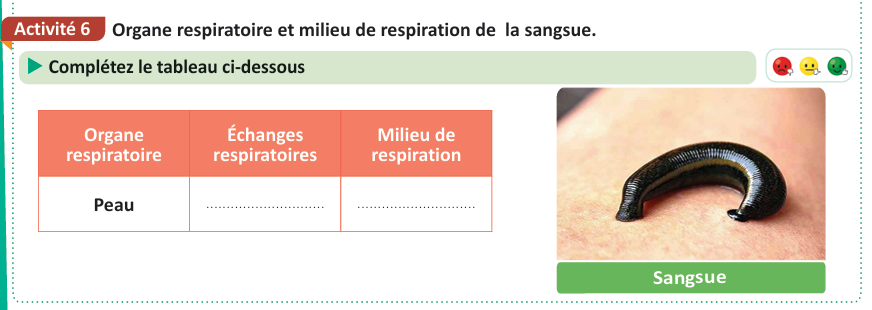 Activité 6 Organe respiratoire et milieu de respiration de la sangsue.
Complétez le tableau ci-dessous
Organe respiratoire
Échanges respiratoires
Milieu de respiration
Peau
............................
............................
Sangsue